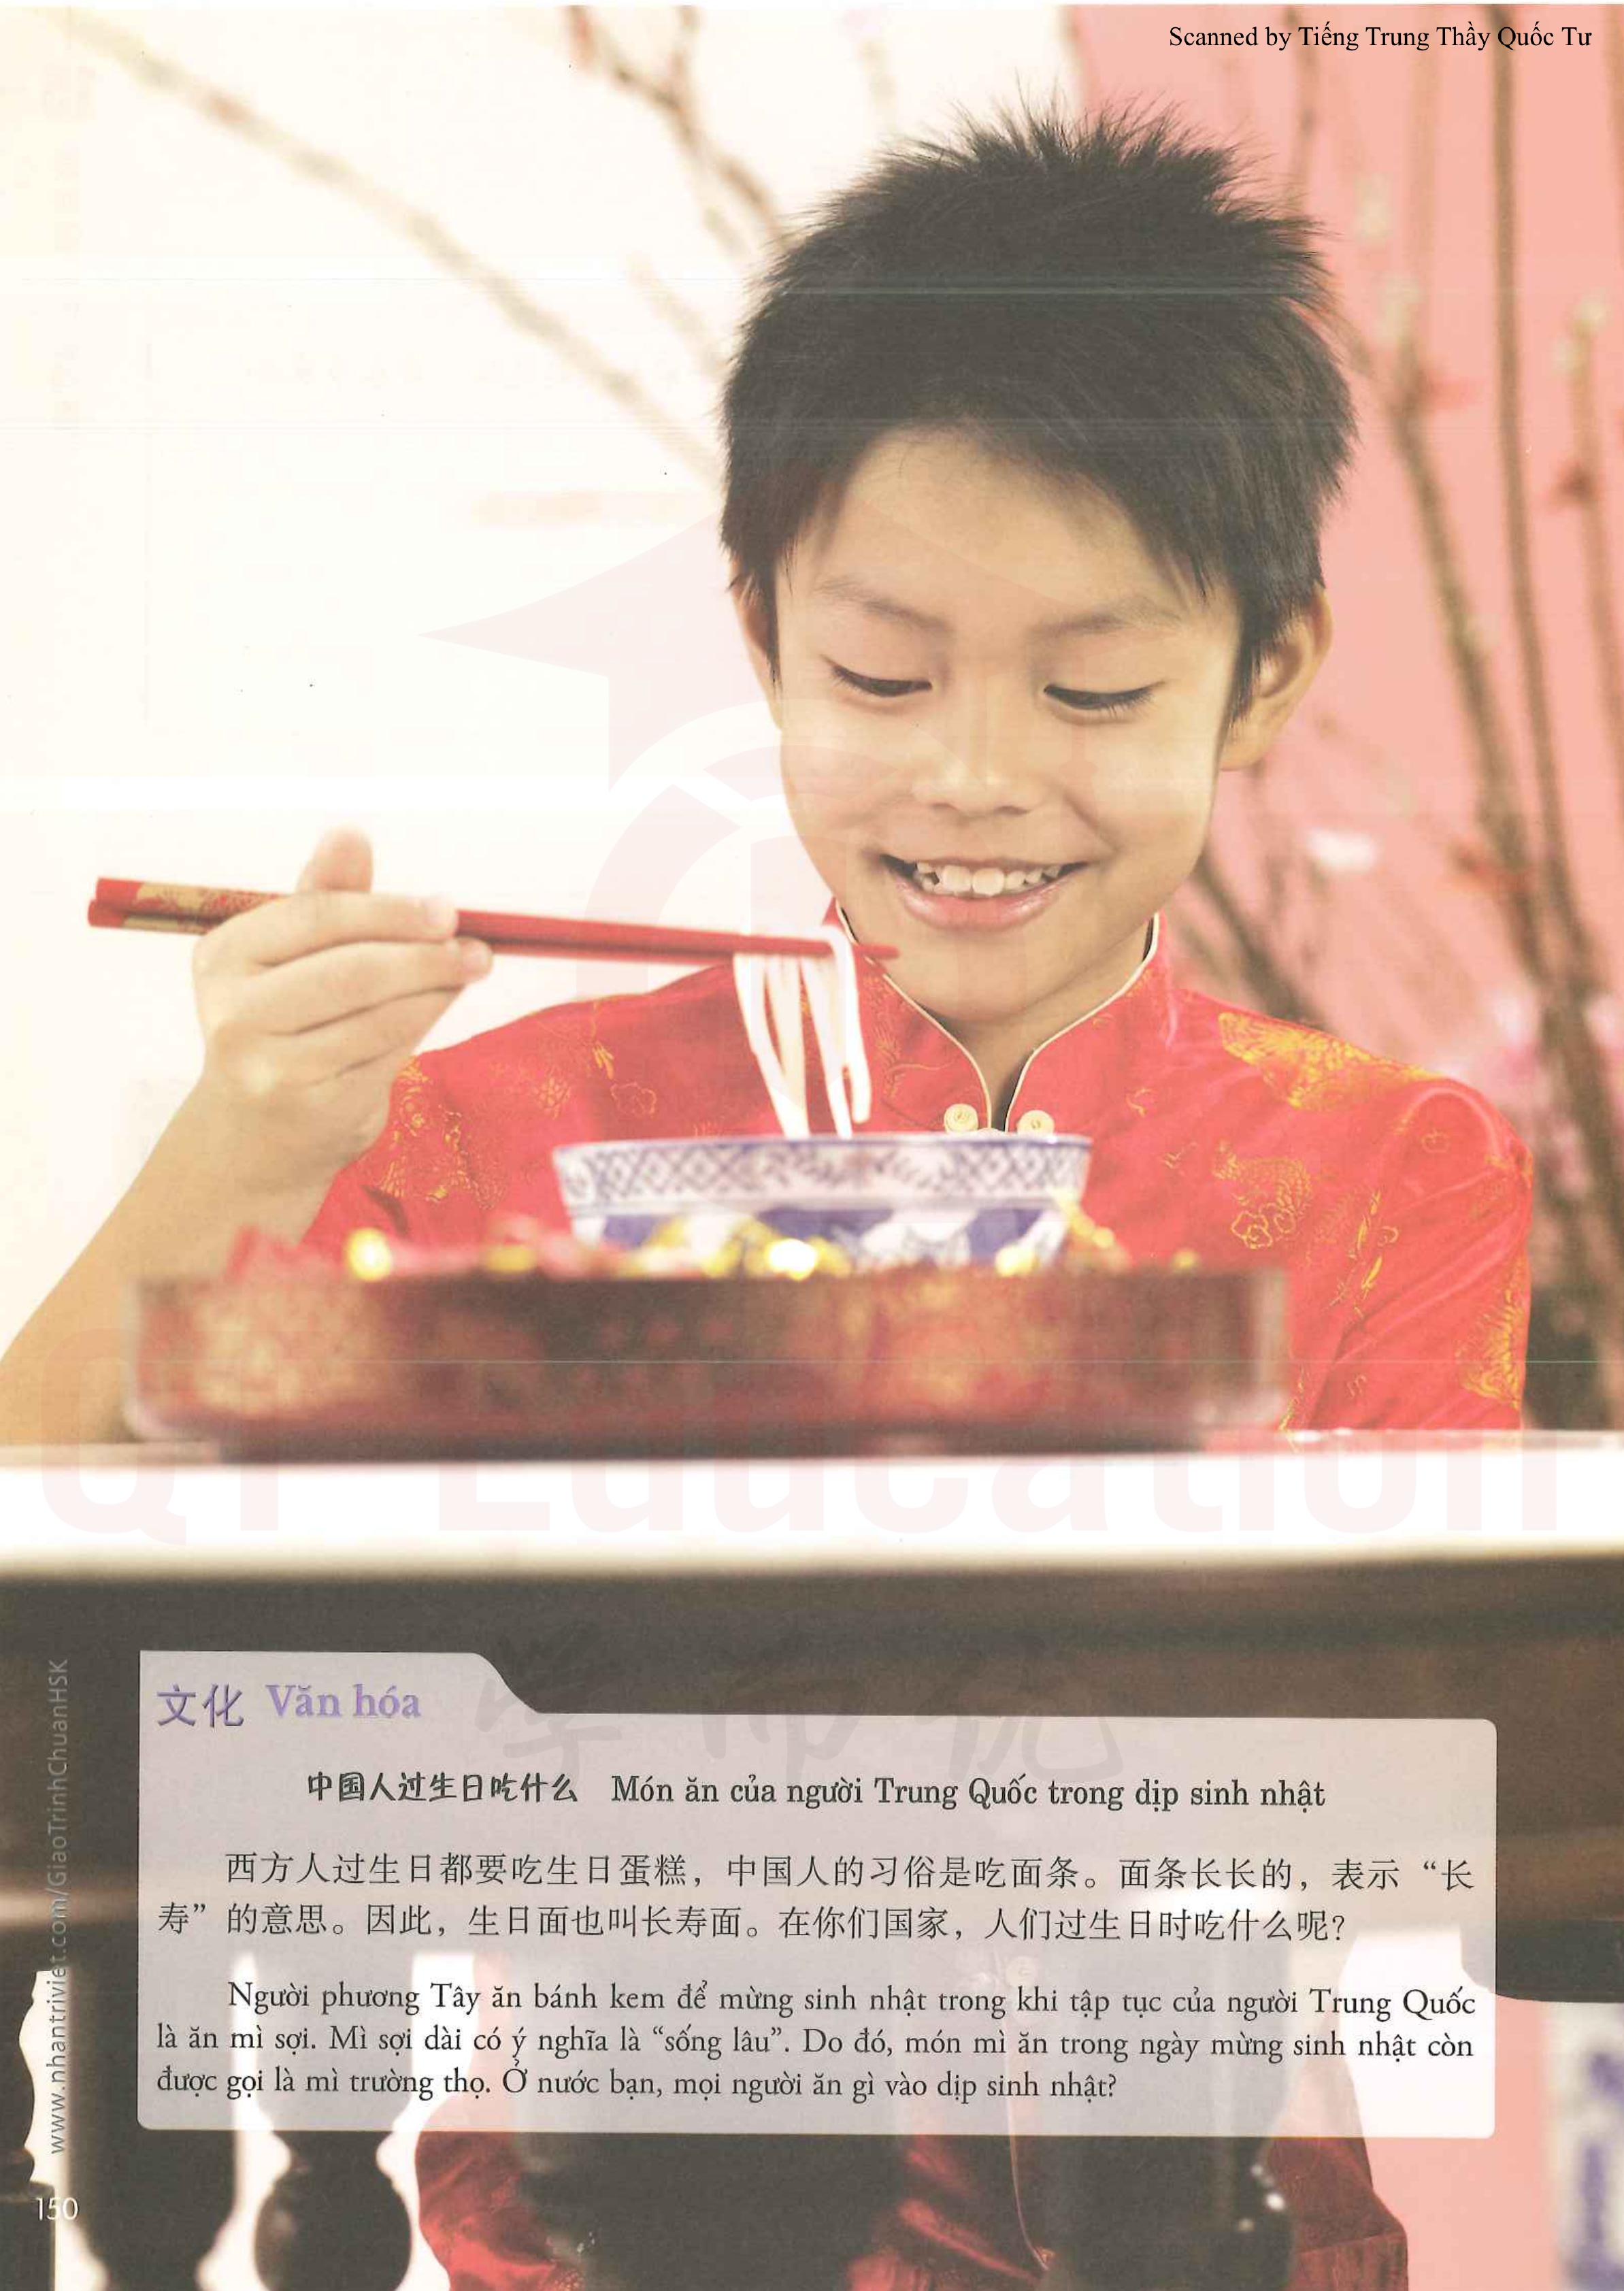 Scanned by Tiếng Trung Thầy Quốc Tư
QT Education
文化 Văn hóa
中国人过生日吃什么 Món ăn của người Trung Quốc trong dịp sinh nhật
西方人过生日都要吃生日蛋糕，中国人的习俗是吃面条。面条长长的，表示“长
寿”的意思。因此，生日面也叫长寿面。在你们国家，人们过生日时吃什么呢？
Người phương Tây ăn bánh kem để mừng sinh nhật trong khi tập tục của người Trung Quốc
là ăn mì sợi. Mì sợi dài có ý nghĩa là “sống lâu”. Do đó, món mì ăn trong ngày mừng sinh nhật còn
được gọi là mì trường thọ. Ở nước bạn, mọi người ăn gì vào dịp sinh nhật?
www.nhantriviet.com/GiaoTrinhChuanHSK
150